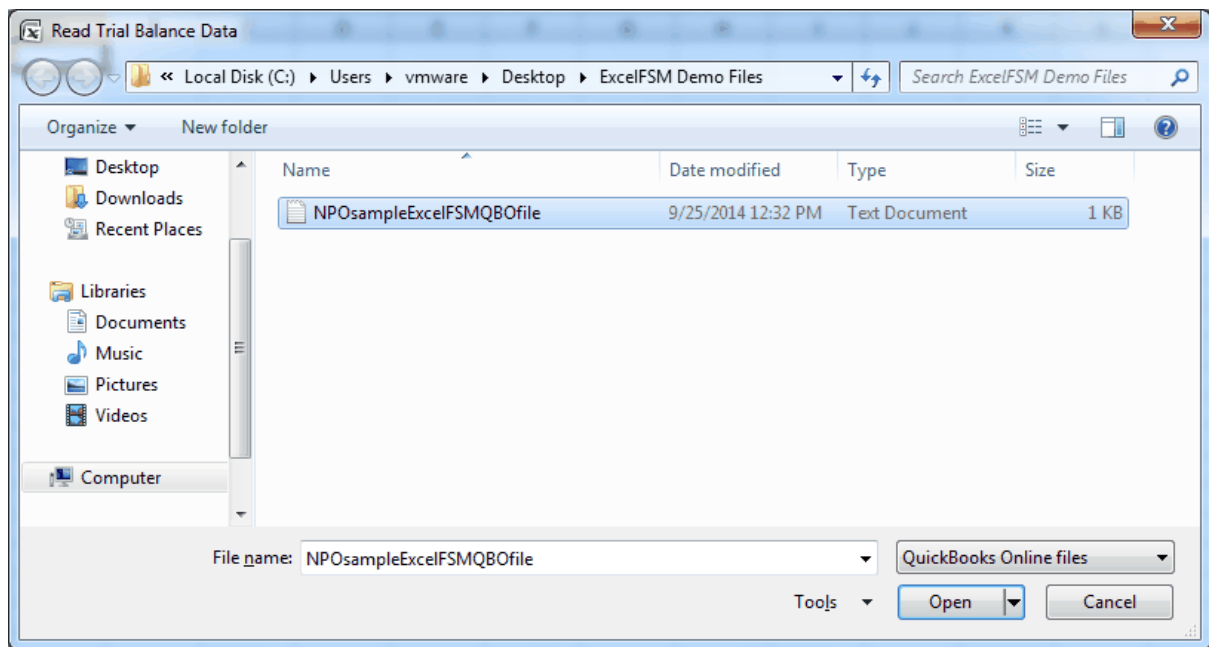 Read Trial Balance Data
« Local Disk (C:) Users vmware Desktop ExcelFSM Demo Files Search ExcelFSM Demo Files
Organize New folder
Desktop
Downloads
Recent Places
Libraries
Documents
Music
Pictures
Videos
Computer
Name Date modified Type Size
NPOsampleExcelFSMQBOfile 9/25/2014 12:32 PM Text Document 1 KB
File name: NPOsampleExcelFSMQBOfile QuickBooks Online files
Tools Open Cancel